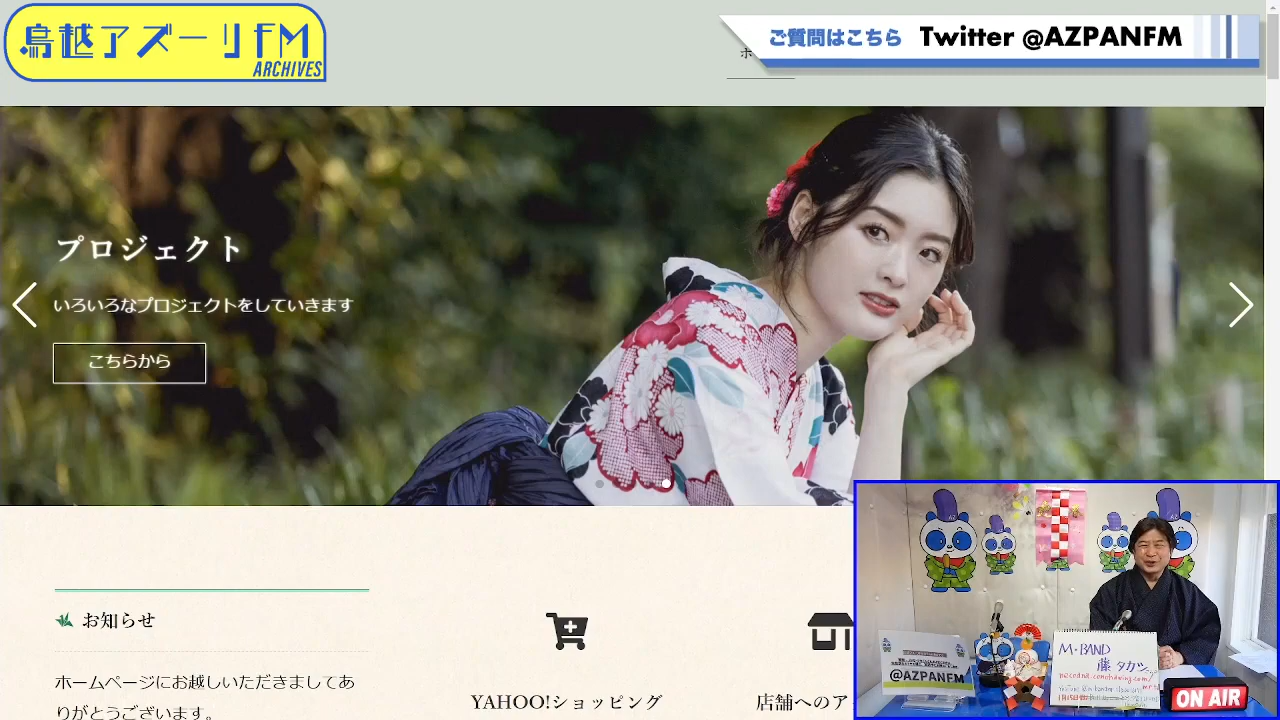 鳥越アズーリFM
ARCHIVES
ホ
ご質問はこちら Twitter @AZPANFM
プロジェクト
いろいろなプロジェクトをしていきます
こちらから
お知らせ
ホームページにお越しいただきましてあ
りがとうございます。
YAHOO!ショッピング
店舗へのア
@AZPANFM
M・BAND
藤 タカシ
ON AIR